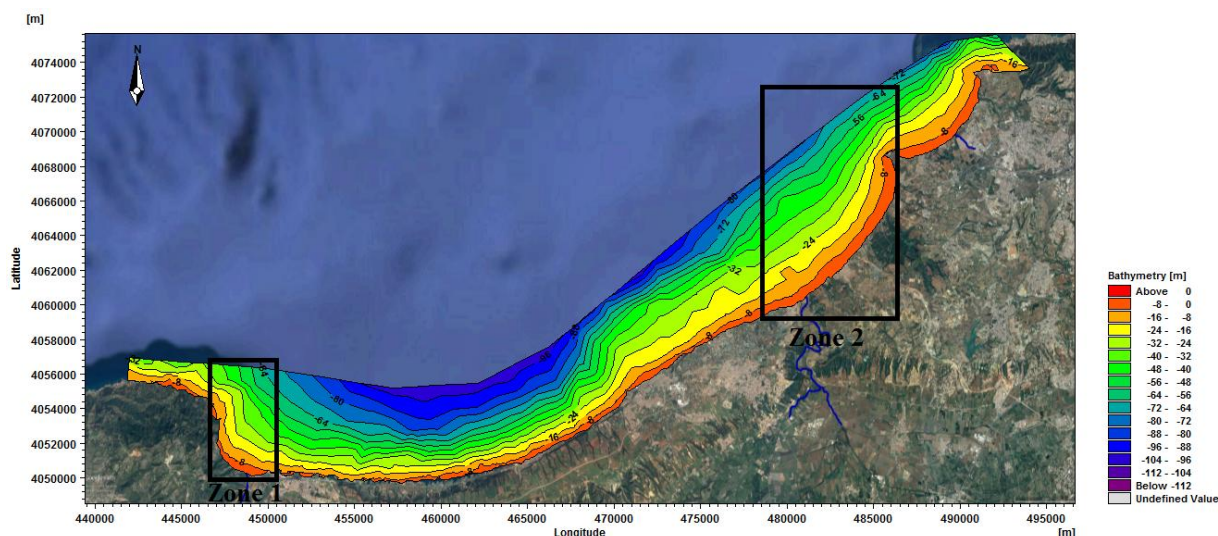 [m]
4074000
4072000
4070000
4068000
4066000
4064000
4062000
4060000
4058000
4056000
4054000
4052000
4050000
Latitude
N
-72
-64
-56
-16
-8
-8
-80
-72
-24
-32
-8
-8
Zone 2
-64
-8
-80
-64
-24
-8
-16
-8
-8
Zone 1
440000 445000 450000 455000 460000 465000 470000 475000 480000 485000 490000 495000
Longitude
[m]
Bathymetry [m]
Above 0
-8 - 0
-16 - -8
-24 - -16
-32 - -24
-40 - -32
-48 - -40
-56 - -48
-64 - -56
-72 - -64
-80 - -72
-88 - -80
-96 - -88
-104 - -96
-112 - -104
Below -112
Undefined Value